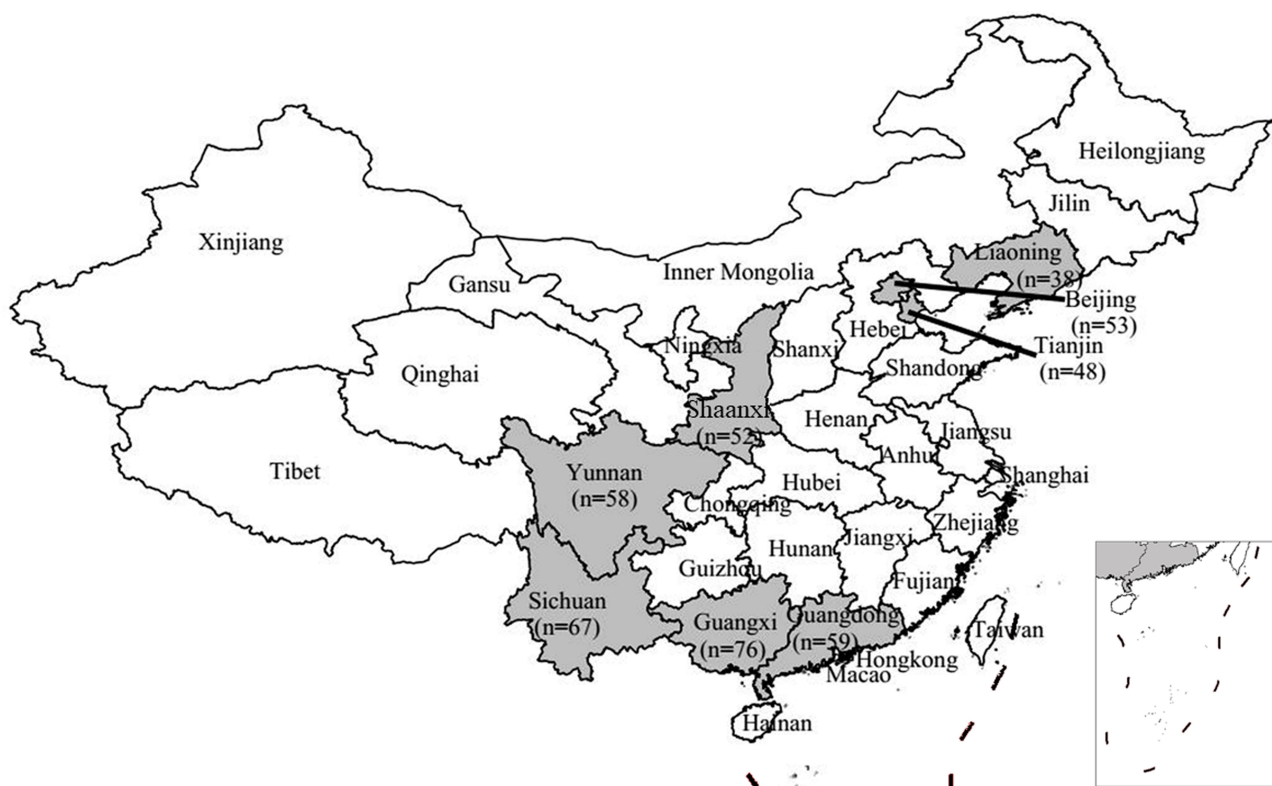 Heilongjiang
Jilin
Xinjiang
Liaoning
(n=38)
Inner Mongolia
Gansu
Beijing
(n=53)
Hebei
Ningxia
Shanxi
Tianjin
(n=48)
Shandong
Qinghai
Shaanxi
(n=52)
Henan
Jiangsu
Anhui
Tibet
Yunnan
(n=58)
Shanghai
Hubei
Chongqing
Zhejiang
Jiangxi
Hunan
Guizhou
Fujian
Sichuan
(n=67)
Guangxi
(n=76)
Guangdong
(n=59)
Taiwan
Hongkong
Macao
Hainan